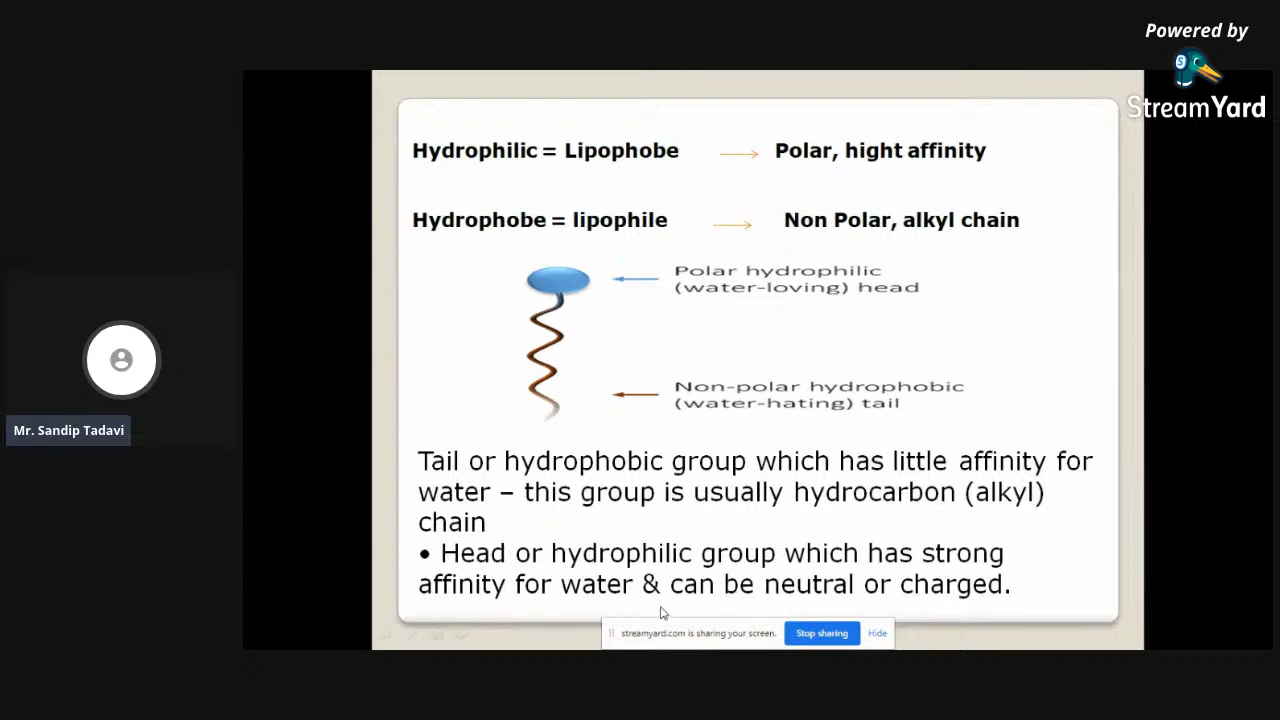 Powered by
StreamYard
Hydrophilic = Lipophobe Polar, hight affinity
Hydrophobe = lipophile Non Polar, alkyl chain
Polar hydrophilic
(water-loving) head
Non-polar hydrophobic
(water-hating) tail
Mr. Sandip Tadavi
Tail or hydrophobic group which has little affinity for
water – this group is usually hydrocarbon (alkyl)
chain
• Head or hydrophilic group which has strong
affinity for water & can be neutral or charged.
streamyard.com is sharing your screen. Stop sharing Hide